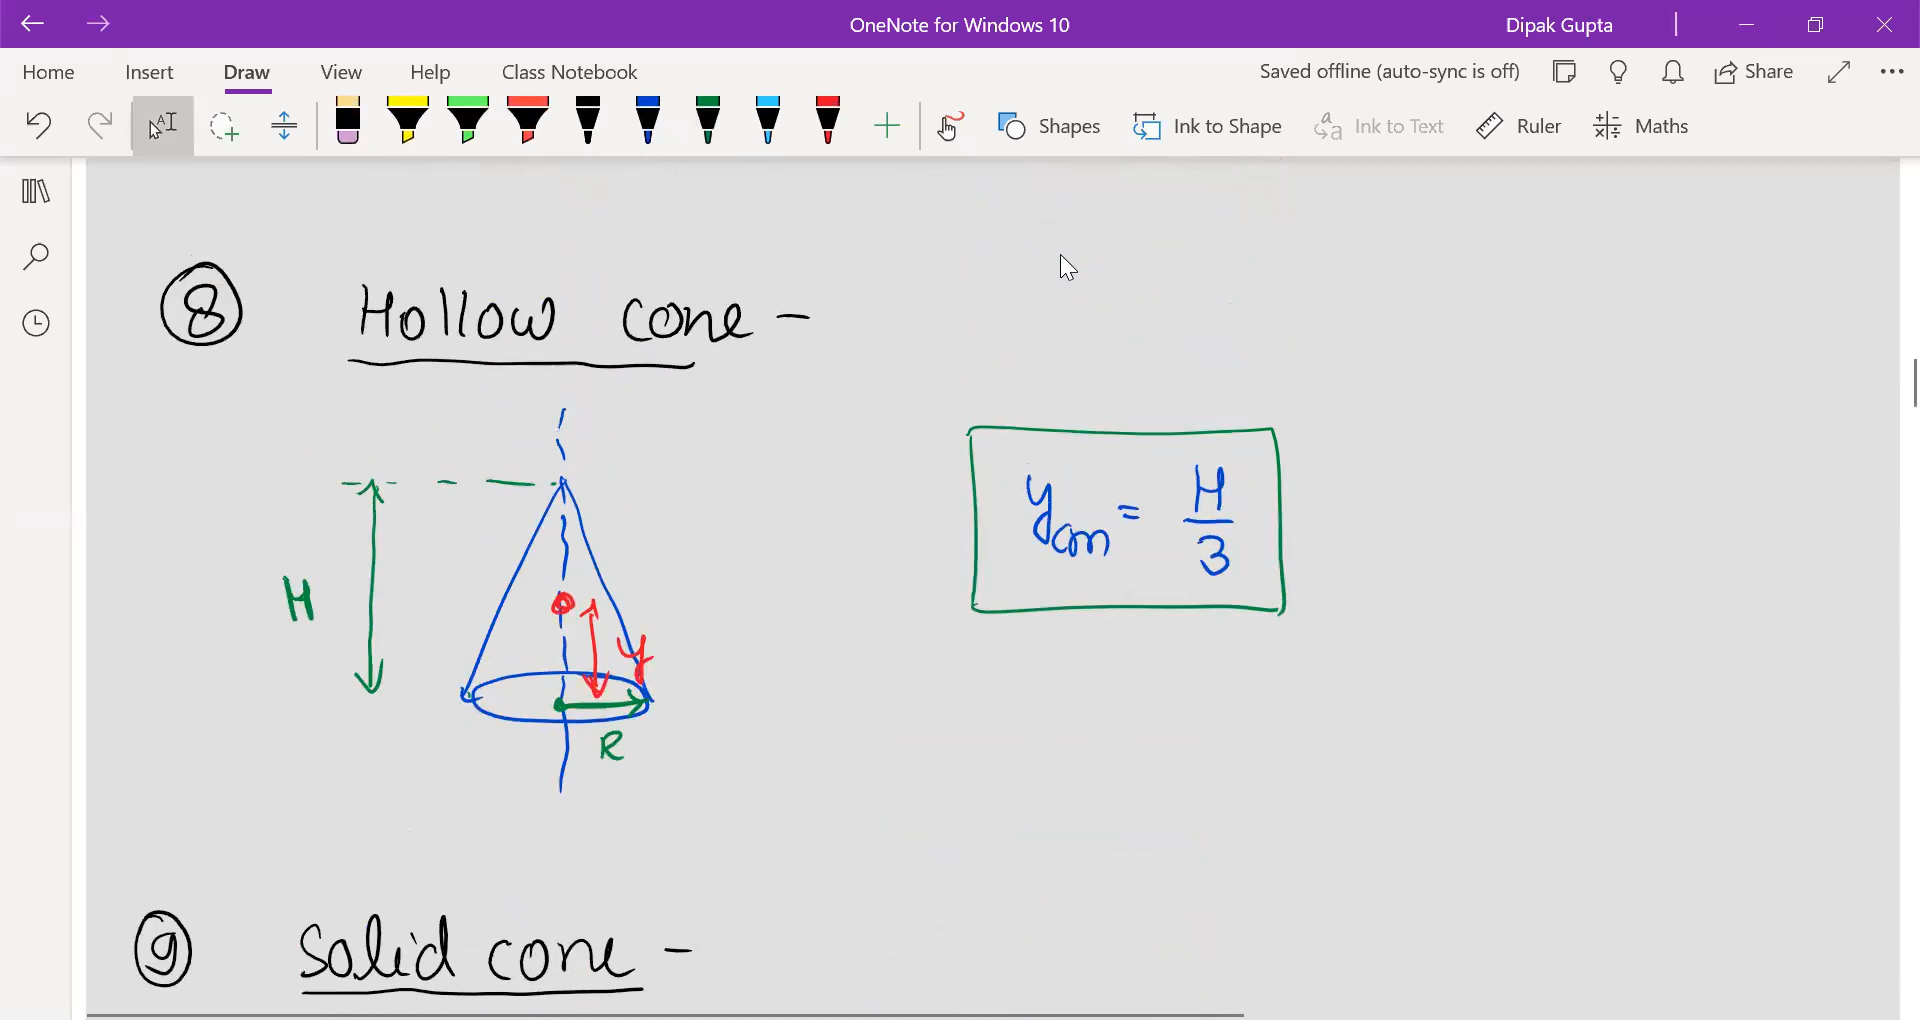 OneNote for Windows 10
Dipak Gupta
Home Insert Draw View Help Class Notebook
Saved offline (auto-sync is off) Share
Shapes Ink to Shape Ink to Text Ruler Maths
8 Hollow cone -
H
y
R
ycm = H/3
9 Solid cone -